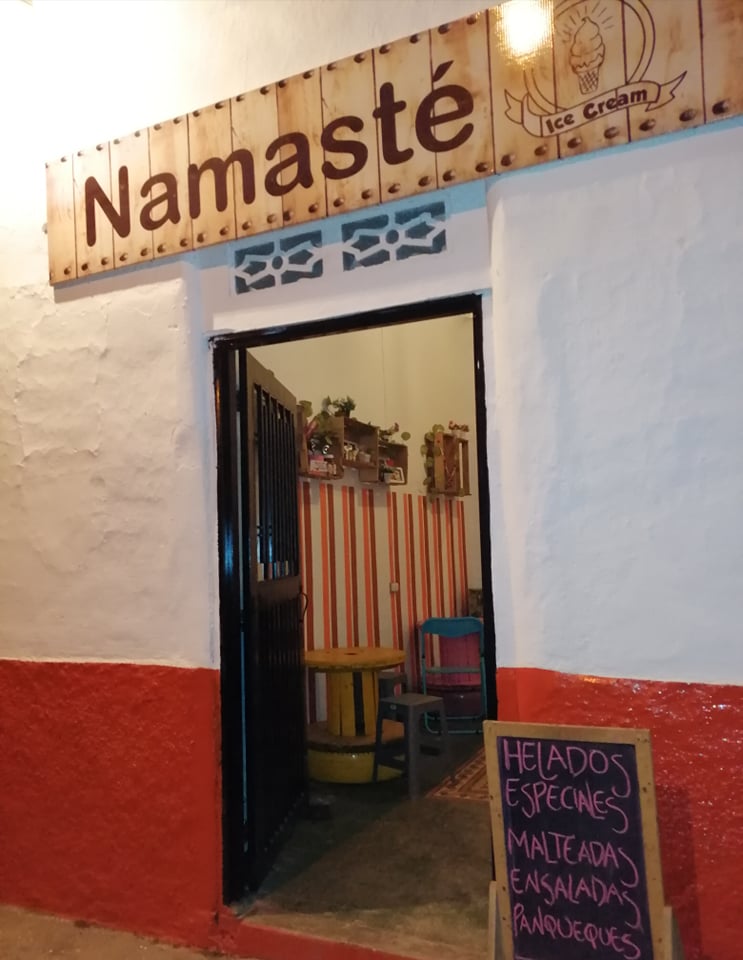 Namasté
Ice Cream
HELADOS
ESPECIALES
MALTEADAS
ENSALADAS
PANQUEQUES